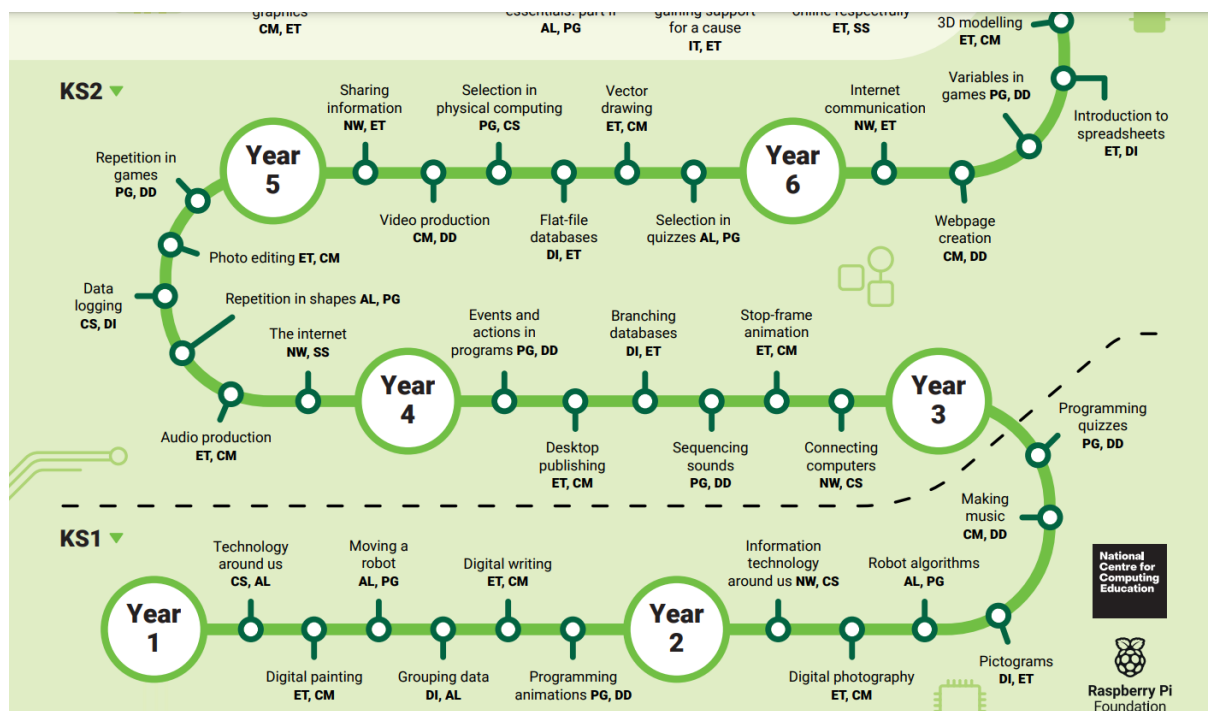 graphics
CM, ET
essentials: part II
AL, PG
gaining support
for a cause
IT, ET
online respectfully
ET, SS
3D modelling
ET, CM
KS2
Sharing
information
NW, ET
Selection in
physical computing
PG, CS
Vector
drawing
ET, CM
Internet
communication
NW, ET
Variables in
games PG, DD
Introduction to
spreadsheets
ET, DI
Year
5
Year
6
Repetition in
games
PG, DD
Video production
CM, DD
Flat-file
databases
DI, ET
Selection in
quizzes AL, PG
Webpage
creation
CM, DD
Photo editing ET, CM
Data
logging
CS, DI
Repetition in shapes AL, PG
The internet
NW, SS
Events and
actions in
programs PG, DD
Branching
databases
DI, ET
Stop-frame
animation
ET, CM
Year
4
Year
3
Audio production
ET, CM
Desktop
publishing
ET, CM
Sequencing
sounds
PG, DD
Connecting
computers
NW, CS
Programming
quizzes
PG, DD
Making
music
CM, DD
KS1
Technology
around us
CS, AL
Moving a
robot
AL, PG
Digital writing
ET, CM
Information
technology
around us NW, CS
Robot algorithms
AL, PG
Year
1
Year
2
Digital painting
ET, CM
Grouping data
DI, AL
Programming
animations PG, DD
Digital photography
ET, CM
Pictograms
DI, ET
National
Centre for
Computing
Education
Raspberry Pi
Foundation